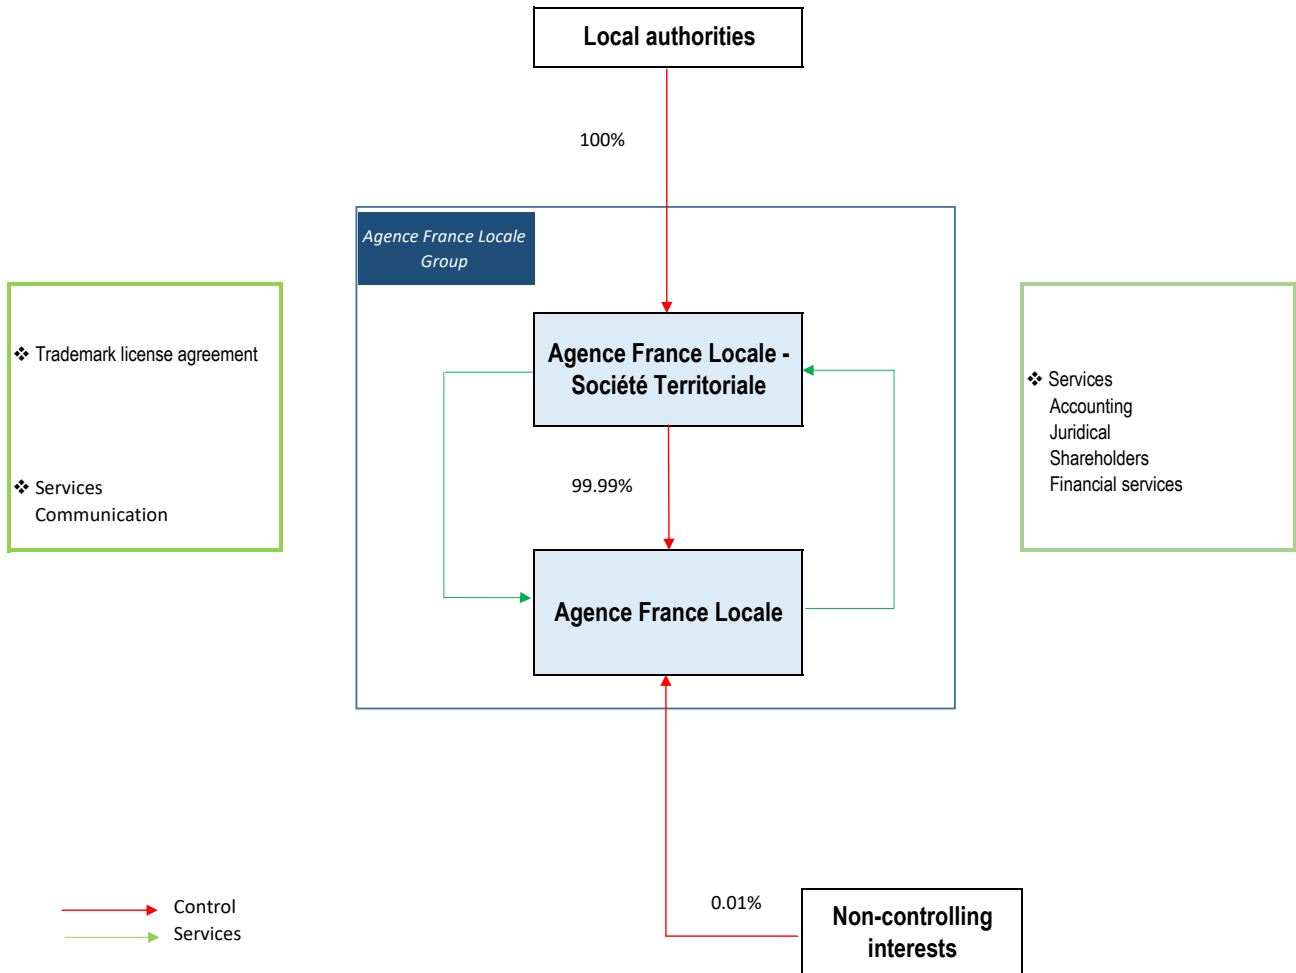 Local authorities
100%
Agence France Locale
Group
❖ Trademark license agreement
❖ Services
Communication
Agence France Locale -
Société Territoriale
99.99%
Agence France Locale
❖ Services
Accounting
Juridical
Shareholders
Financial services
0.01%
Non-controlling
interests
Control
Services